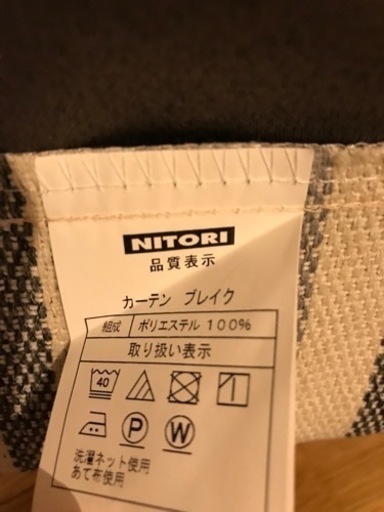 NITORI
品質表示
カーテン ブレイク
組成 ポリエステル 100%
取り扱い表示
40
P W
洗濯ネット使用
あて布使用